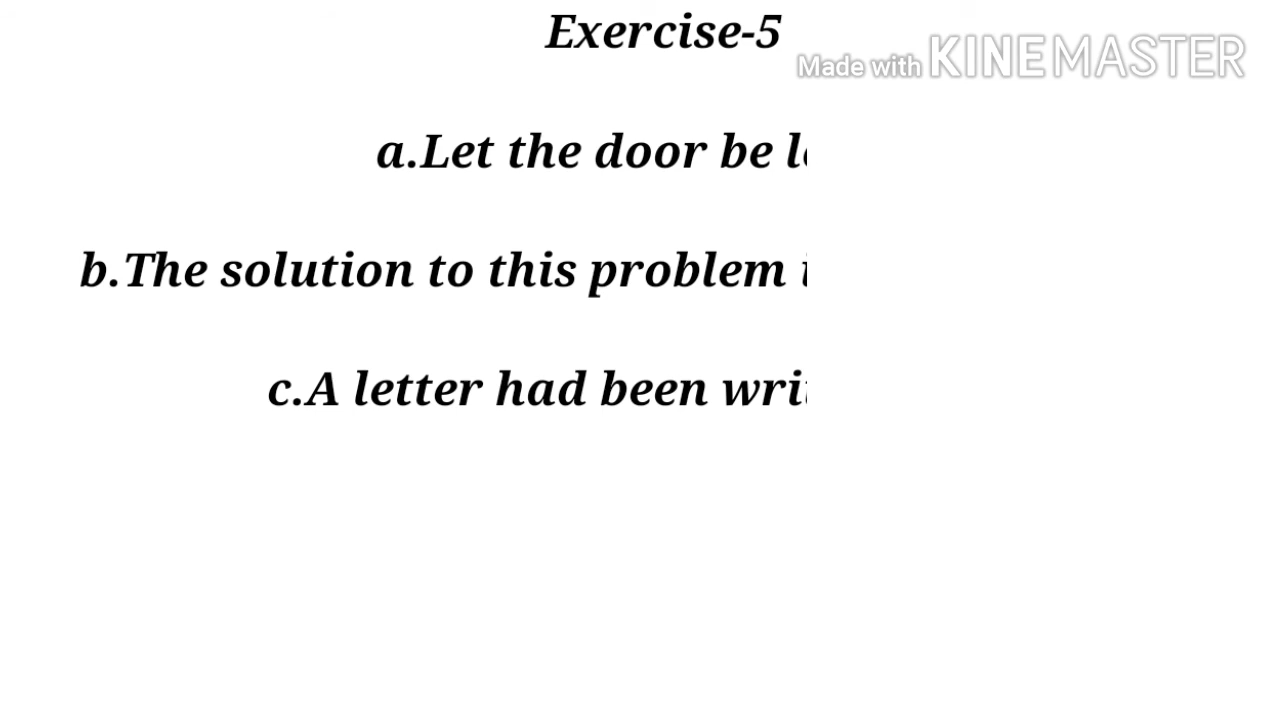 Exercise-5
Made with KINEMASTER
a.Let the door be
b.The solution to this problem
c.A letter had been